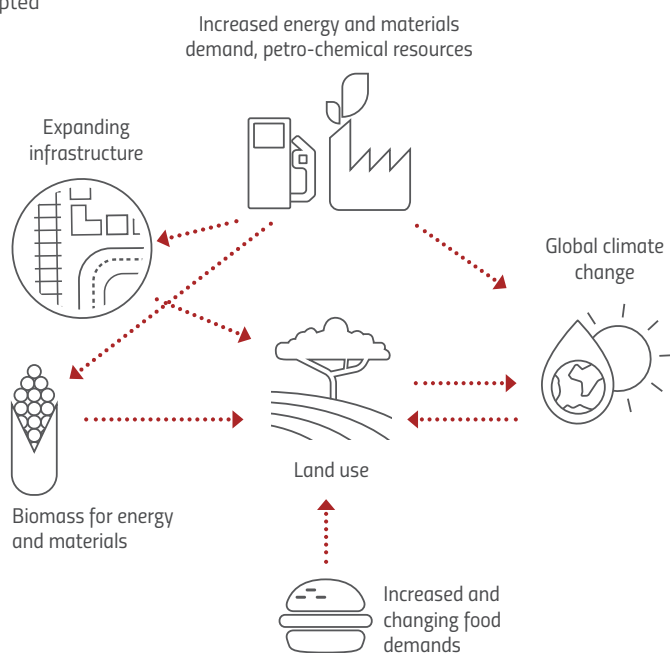 Increased energy and materials
demand, petro-chemical resources
Expanding
infrastructure
Global climate
change
Land use
Biomass for energy
and materials
Increased and
changing food
demands